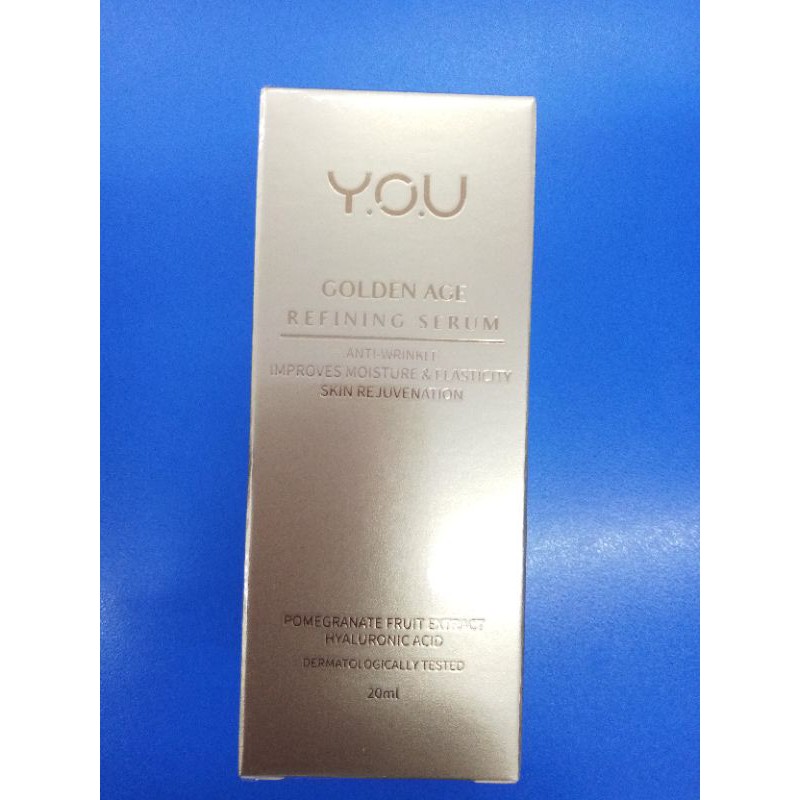 Y.O.U
GOLDEN AGE
REFINING SERUM
ANTI-WRINKLE
IMPROVES MOISTURE & ELASTICITY
SKIN REJUVENATION
POMEGRANATE FRUIT EXTRACT
HYALURONIC ACID
DERMATOLOGICALLY TESTED
20ml